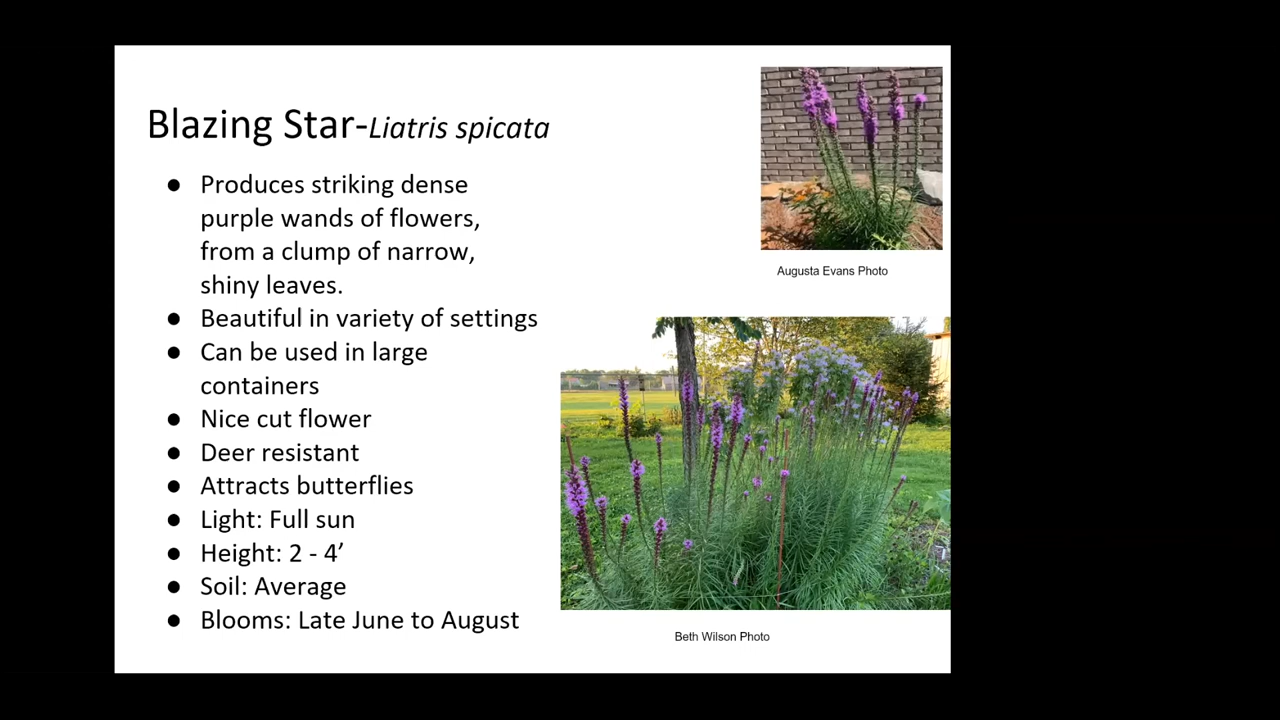 Blazing Star-Liatris spicata
● Produces striking dense
purple wands of flowers,
from a clump of narrow,
shiny leaves.
● Beautiful in variety of settings
● Can be used in large
containers
● Nice cut flower
● Deer resistant
● Attracts butterflies
● Light: Full sun
● Height: 2 - 4’
● Soil: Average
● Blooms: Late June to August
Augusta Evans Photo
Beth Wilson Photo